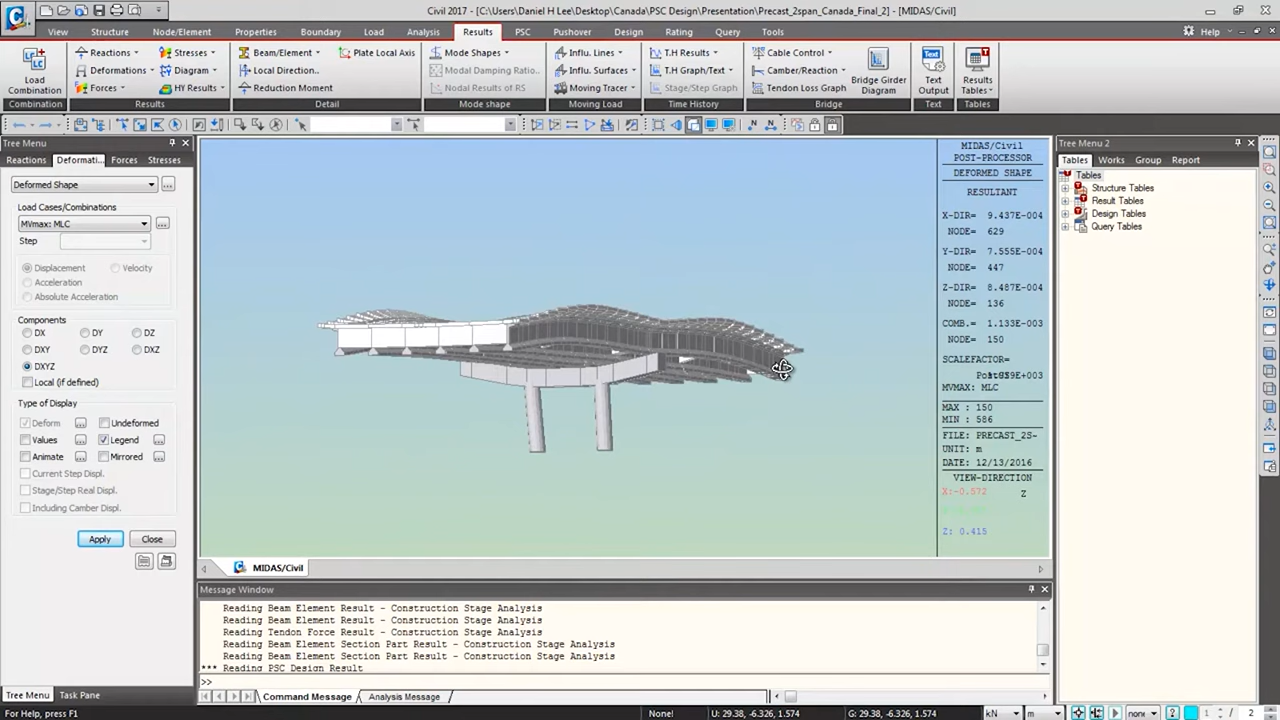 Civil 2017 - [C:\Users\Daniel H Lee\Desktop\Canada\PSC Design\Presentation\Precast_2span_Canada_Final_2] - [MIDAS/Civil]
View Structure Node/Element Properties Boundary Load Analysis Results PSC Pushover Design Rating Query Tools Help
Load Combination
Combination
Reactions
Deformations
Forces
Stresses
Diagram
HY Results
Results
Beam/Element
Local Direction..
Reduction Moment
Plate Local Axis
Detail
Mode Shapes
Modal Damping Ratio..
Nodal Results of RS
Mode shape
Influ. Lines
Influ. Surfaces
Moving Tracer
Moving Load
T.H Results
T.H Graph/Text
Stage/Step Graph
Time History
Cable Control
Camber/Reaction
Tendon Loss Graph
Bridge Girder Diagram
Bridge
Text Output
Text
Results Tables
Tables
Tree Menu
Reactions Deformati... Forces Stresses
Deformed Shape ...
Load Cases/Combinations
MVmax: MLC ...
Step
Displacement Velocity
Acceleration
Absolute Acceleration
Components
DX DY DZ
DXY DYZ DXZ
DXYZ
Local (if defined)
Type of Display
Deform ... Undeformed
Values ... Legend ...
Animate ... Mirrored ...
Current Step Displ.
Stage/Step Real Displ.
Including Camber Displ.
Apply Close
Tree Menu Task Pane
For Help, press F1
MIDAS/Civil
POST-PROCESSOR
DEFORMED SHAPE
RESULTANT
X-DIR= 9.437E-004
NODE= 629
Y-DIR= 7.555E-004
NODE= 447
Z-DIR= 8.487E-004
NODE= 136
COMB.= 1.133E-003
NODE= 150
SCALEFACTOR=
E+003
MVMAX: MLC
MAX : 150
MIN : 586
FILE: PRECAST_2S~
UNIT: m
DATE: 12/13/2016
VIEW-DIRECTION
X:-0.572
Z
Z: 0.415
MIDAS/Civil
Message Window
Reading Beam Element Result - Construction Stage Analysis
Reading Beam Element Result - Construction Stage Analysis
Reading Tendon Force Result - Construction Stage Analysis
Reading Beam Element Section Part Result - Construction Stage Analysis
Reading Beam Element Section Part Result - Construction Stage Analysis
*** Reading PSC Design Result
>>
Command Message Analysis Message
None! U: 29.38, -6.326, 1.574 G: 29.38, -6.326, 1.574 kN m none ? 1 / 2
Tree Menu 2
Tables Works Group Report
Tables
Structure Tables
Result Tables
Design Tables
Query Tables